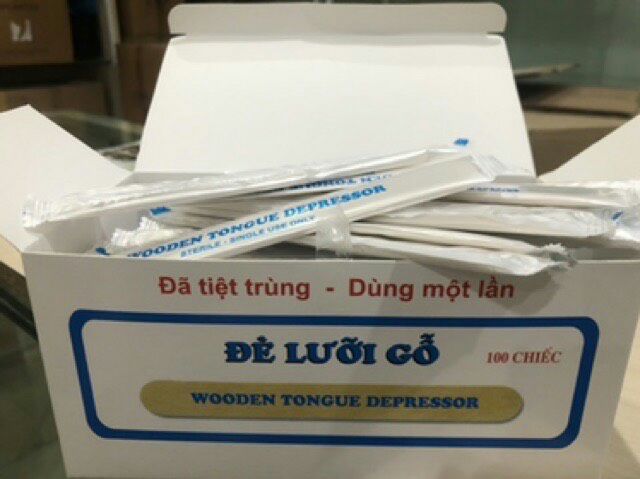 WOODEN TONGUE DEPRESSOR
STERILE - SINGLE USE ONLY
Đã tiệt trùng - Dùng một lần
ĐÈ LƯỠI GỖ
100 CHIẾC
WOODEN TONGUE DEPRESSOR